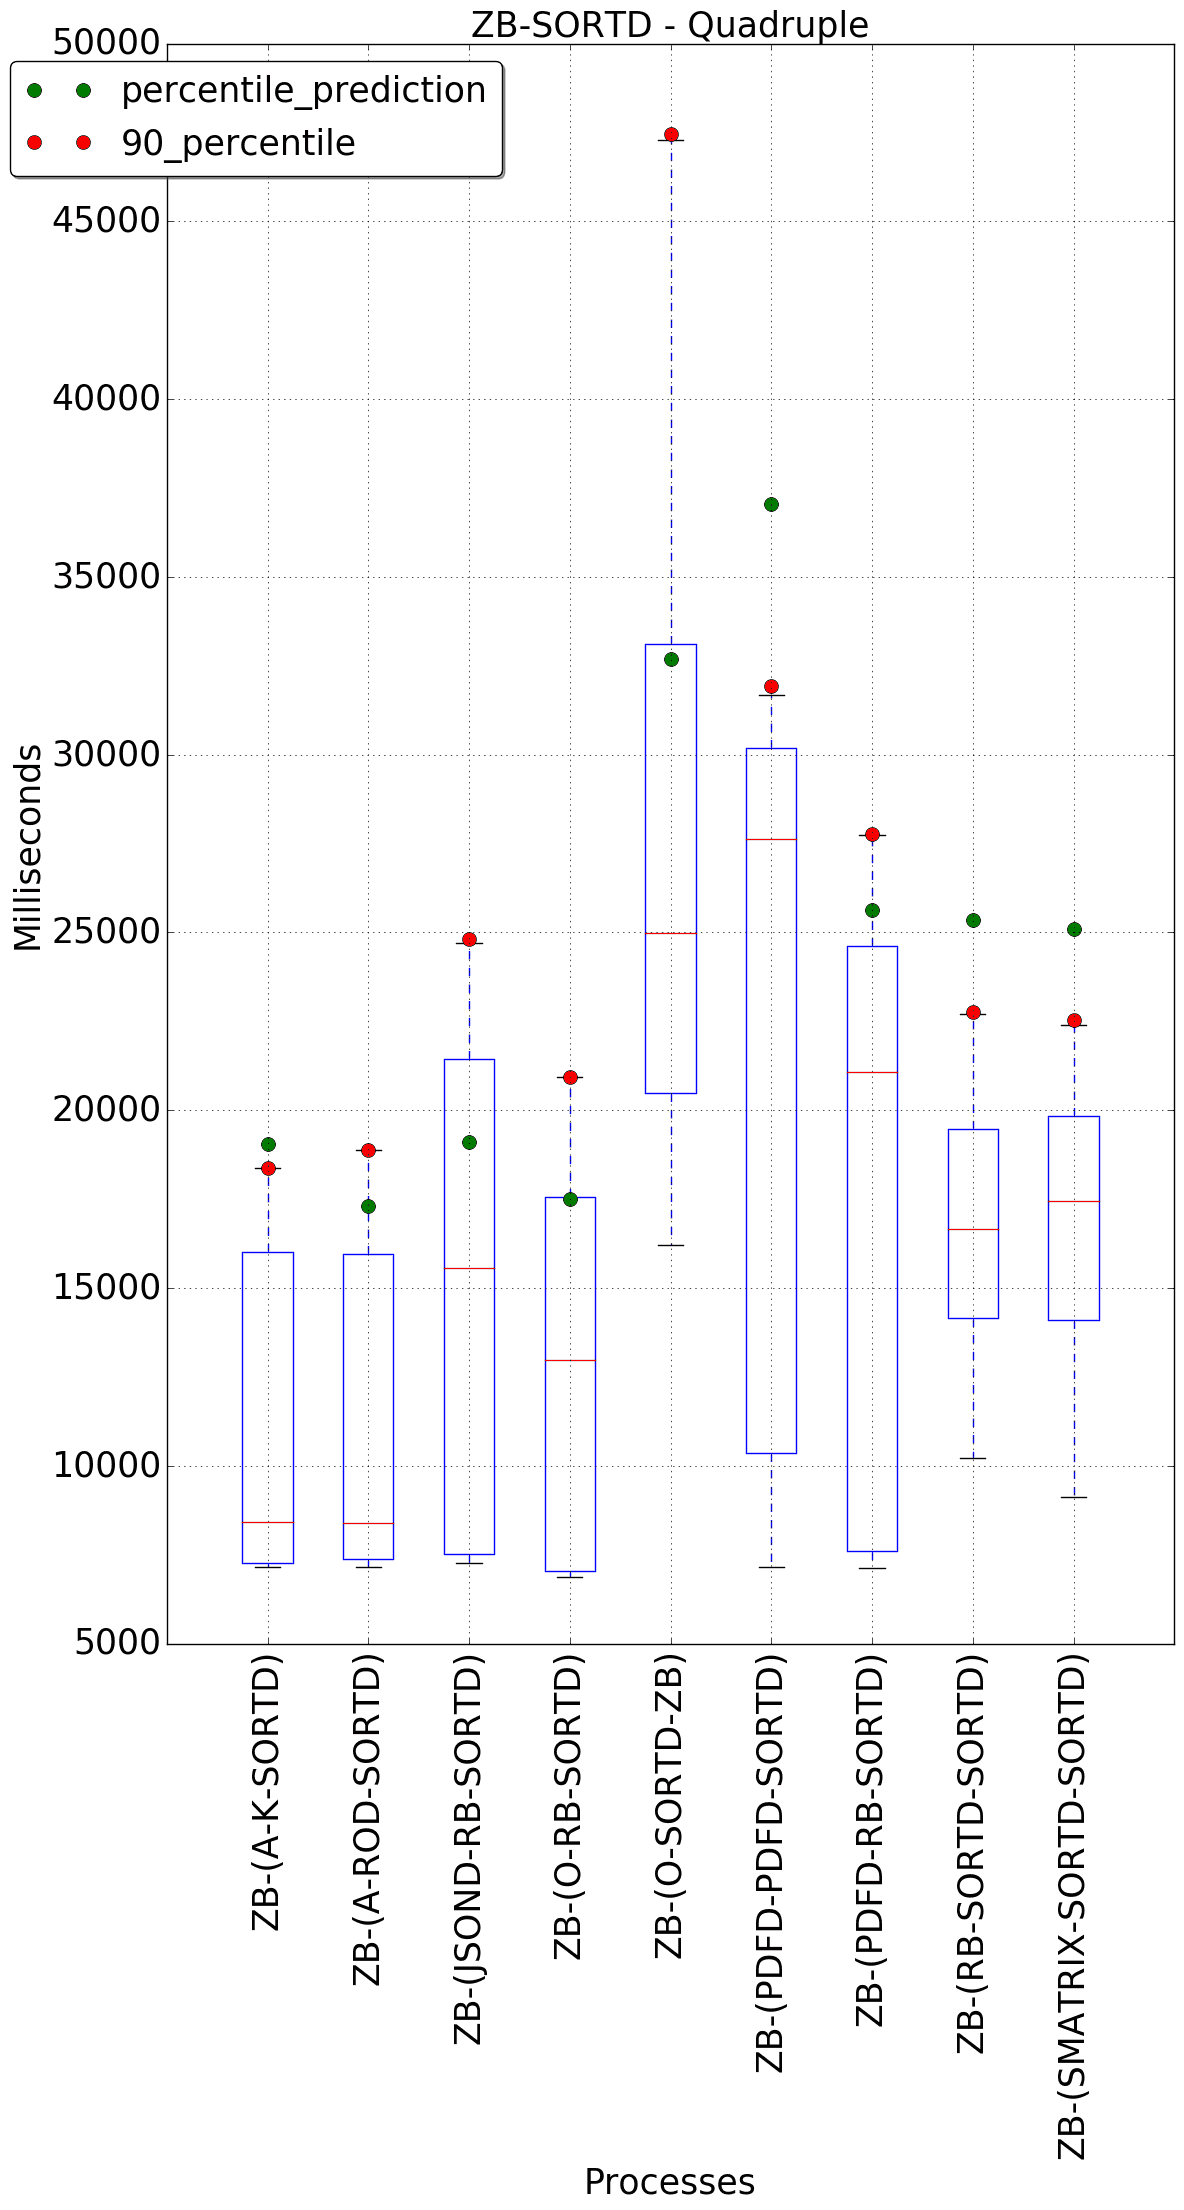 ZB-SORTD - Quadruple
percentile_prediction
90_percentile
50000
45000
40000
35000
30000
25000
20000
15000
10000
5000
Milliseconds
ZB-(A-K-SORTD)
ZB-(A-ROD-SORTD)
ZB-(JSOND-RB-SORTD)
ZB-(O-RB-SORTD)
ZB-(O-SORTD-ZB)
ZB-(PDFD-PDFD-SORTD)
ZB-(PDFD-RB-SORTD)
ZB-(RB-SORTD-SORTD)
ZB-(SMATRIX-SORTD-SORTD)
Processes